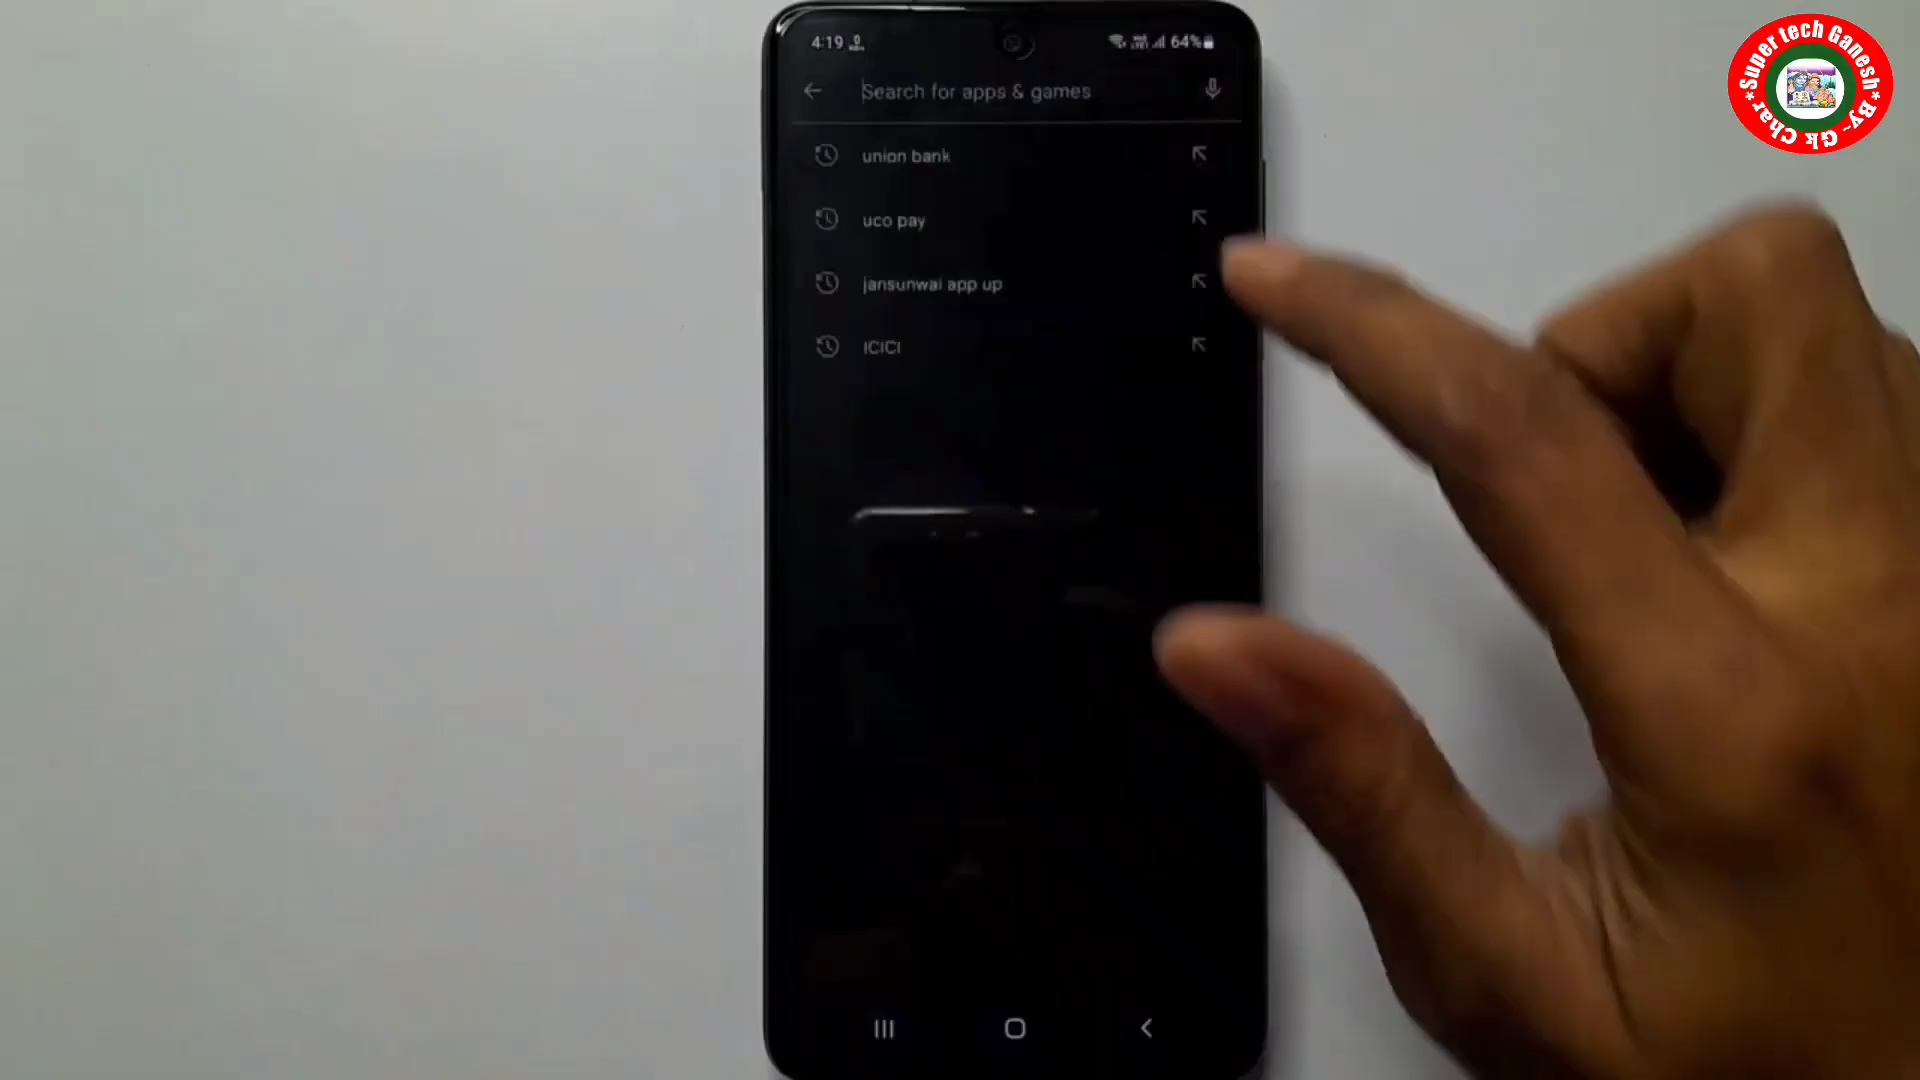 4:19
64%
Search for apps & games
union bank
uco pay
jansunwai app up
ICICI
*Super tech Ganesh*
By- Gk Char